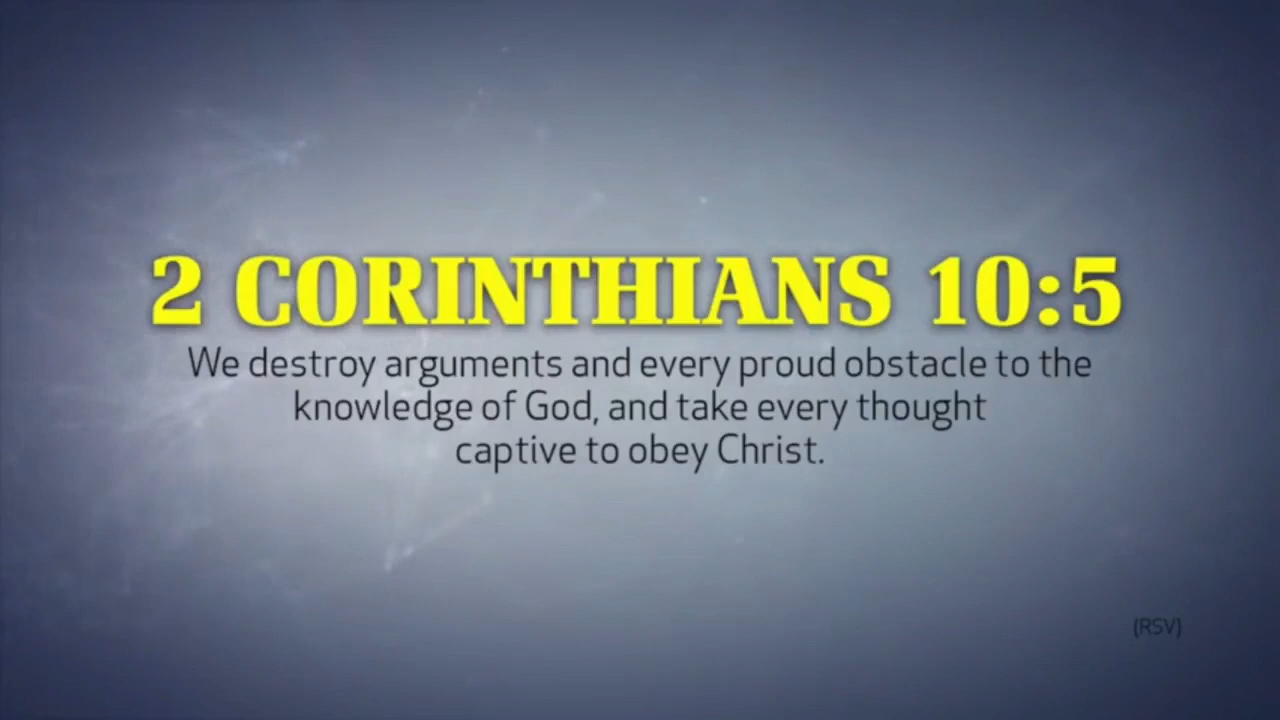 2 CORINTHIANS 10:5
We destroy arguments and every proud obstacle to the
knowledge of God, and take every thought
captive to obey Christ.
(RSV)